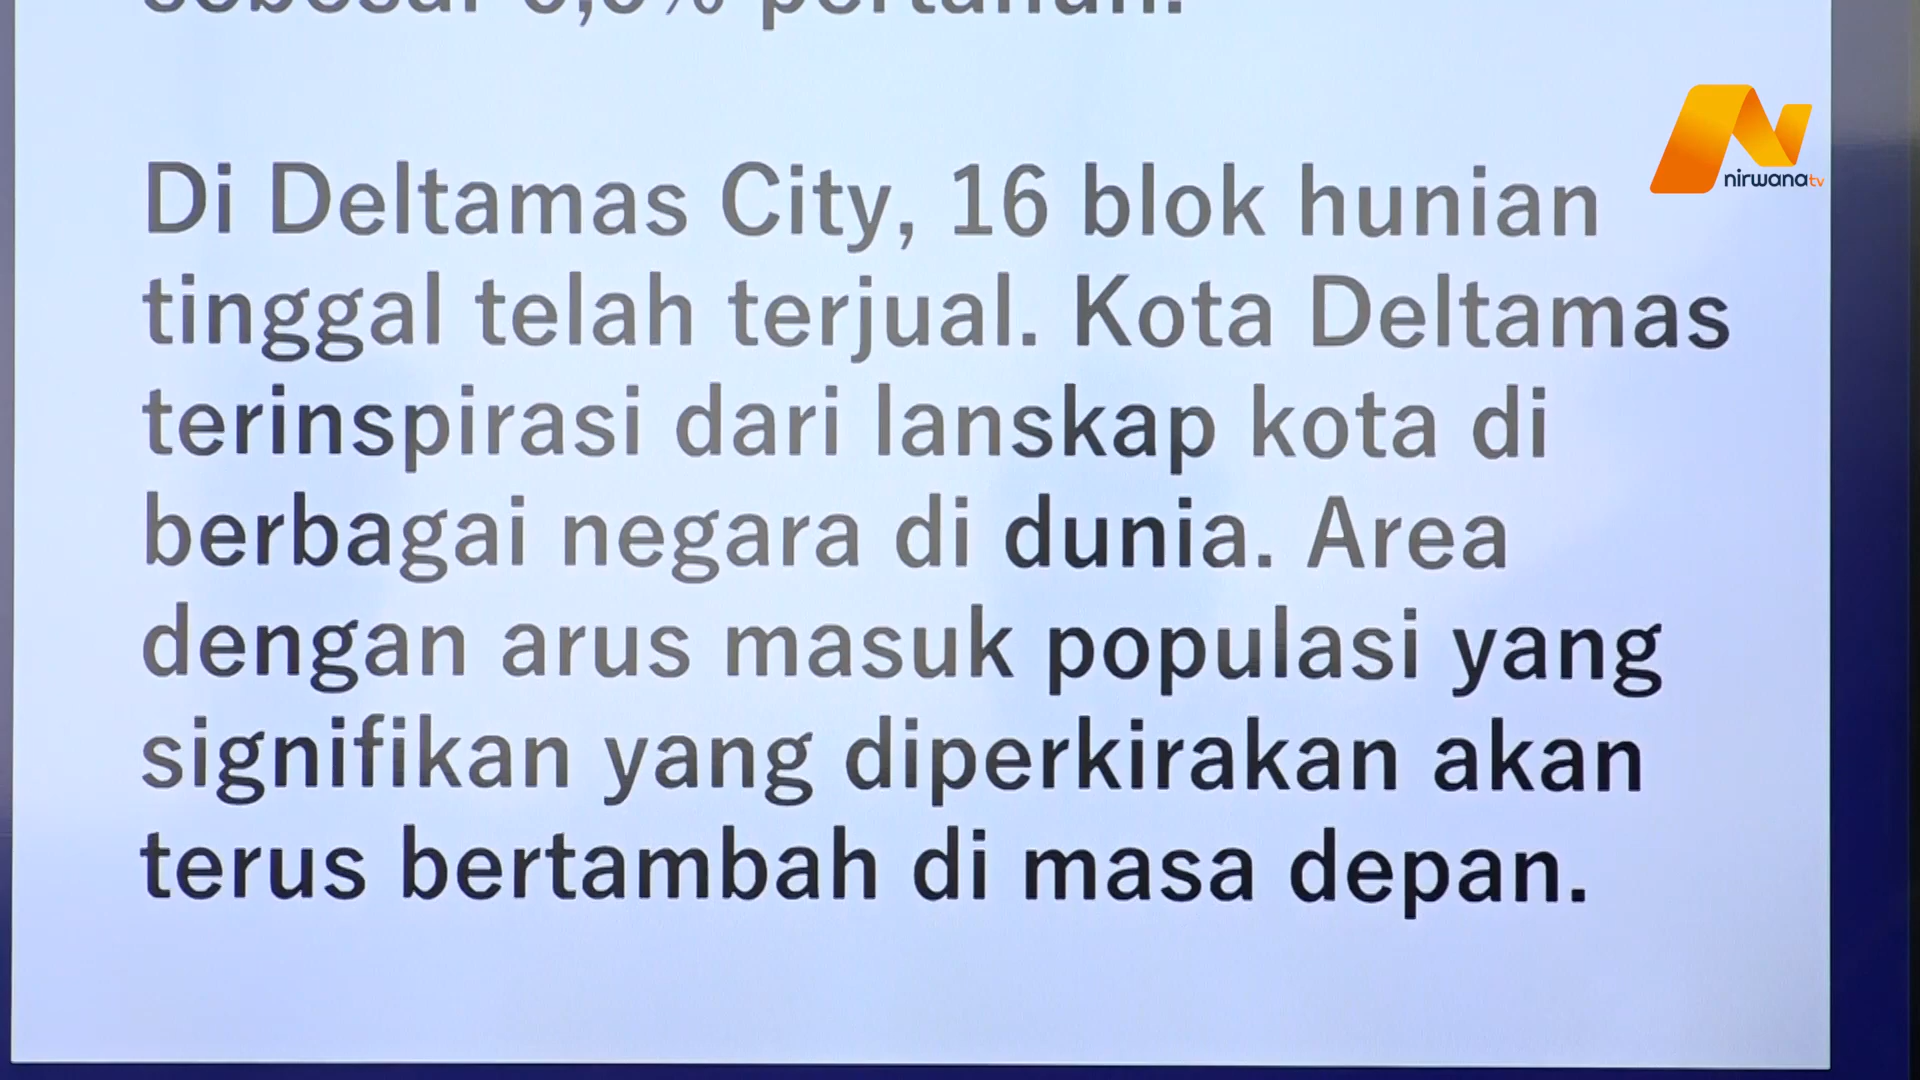 pertahun.
Di Deltamas City, 16 blok hunian
tinggal telah terjual. Kota Deltamas
terinspirasi dari lanskap kota di
berbagai negara di dunia. Area
dengan arus masuk populasi yang
signifikan yang diperkirakan akan
terus bertambah di masa depan.
nirwana tv